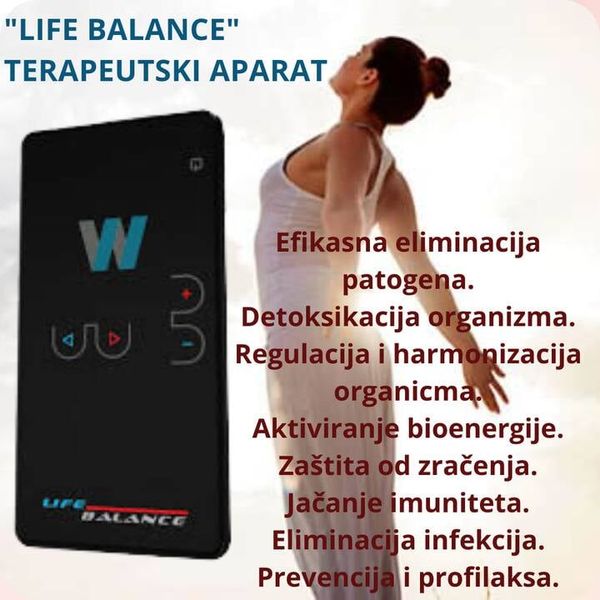 "LIFE BALANCE"
TERAPEUTSKI APARAT
W
+
-
LIFE
BALANCE
Efikasna eliminacija
patogena.
Detoksikacija organizma.
Regulacija i harmonizacija
organicma.
Aktiviranje bioenergije.
Zaštita od zračenja.
Jačanje imuniteta.
Eliminacija infekcija.
Prevencija i profilaksa.